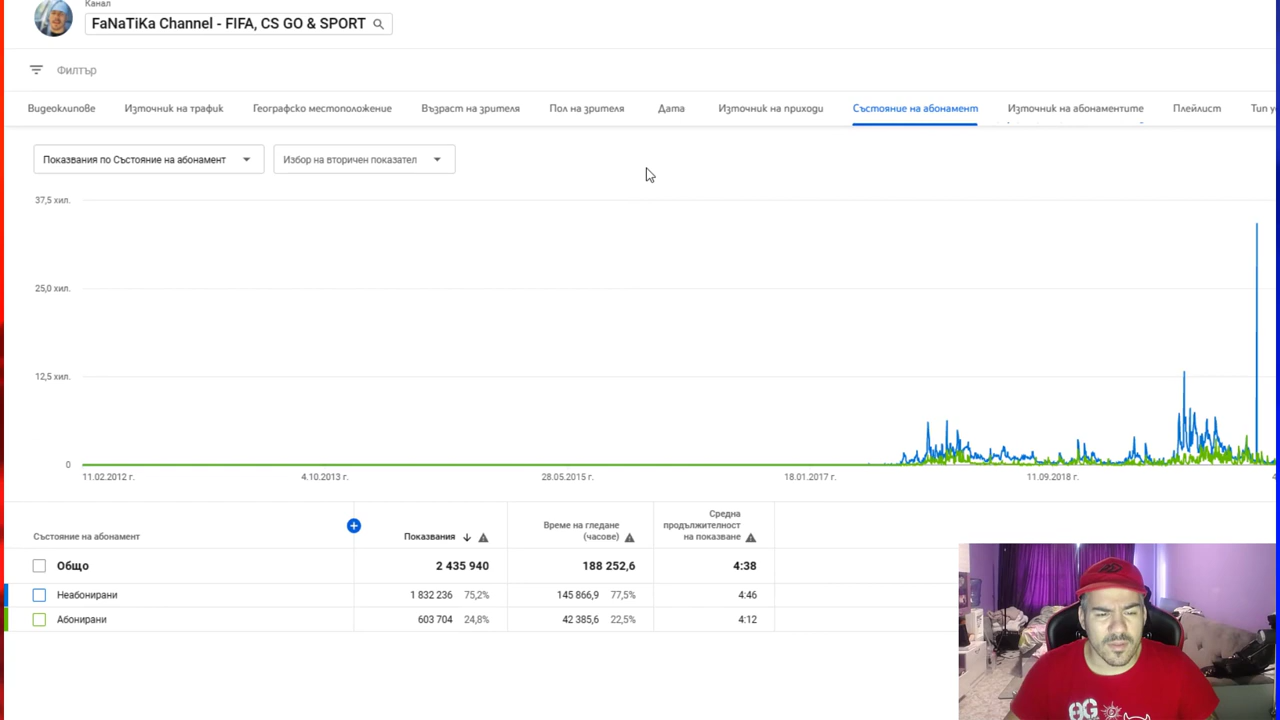 Канал
FaNaTiKa Channel - FIFA, CS GO & SPORT
Филтър
Видеоклипове Източник на трафик Географско местоположение Възраст на зрителя Пол на зрителя Дата Източник на приходи Състояние на абонамент Източник на абонаментите Плейлист Тип
Показвания по Състояние на абонамент Избор на вторичен показател
37,5 хил.
25,0 хил.
12,5 хил.
0
11.02.2012 г. 4.10.2013 г. 28.05.2015 г. 18.01.2017 г. 11.09.2018 г.
Състояние на абонамент Показвания Време на гледане (часове) Средна продължителност на показване
Общо 2 435 940 188 252,6 4:38
Неабонирани 1 832 236 75,2% 145 866,9 77,5% 4:46
Абонирани 603 704 24,8% 42 385,6 22,5% 4:12